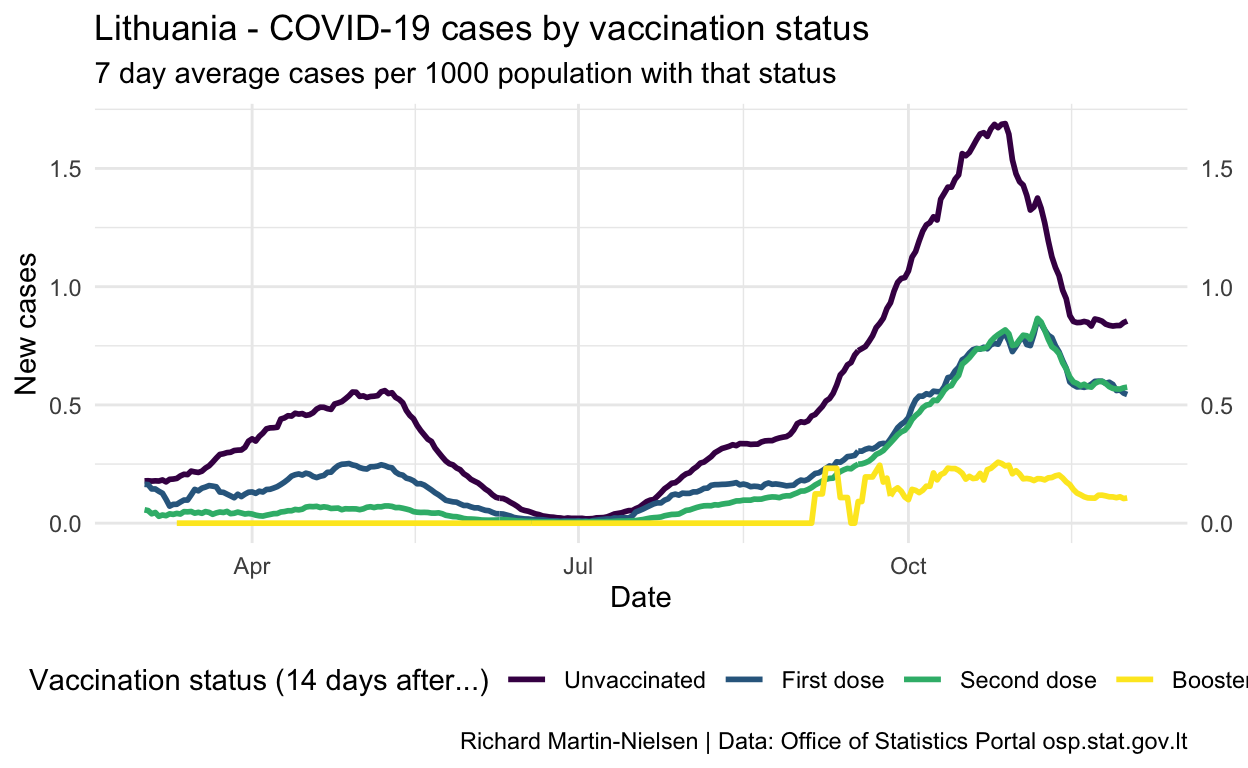 Lithuania - COVID-19 cases by vaccination status
7 day average cases per 1000 population with that status
New cases
1.5 1.5
1.0 1.0
0.5 0.5
0.0 0.0
Apr Jul Oct
Date
Vaccination status (14 days after...) Unvaccinated First dose Second dose Booster
Richard Martin-Nielsen | Data: Office of Statistics Portal osp.stat.gov.lt